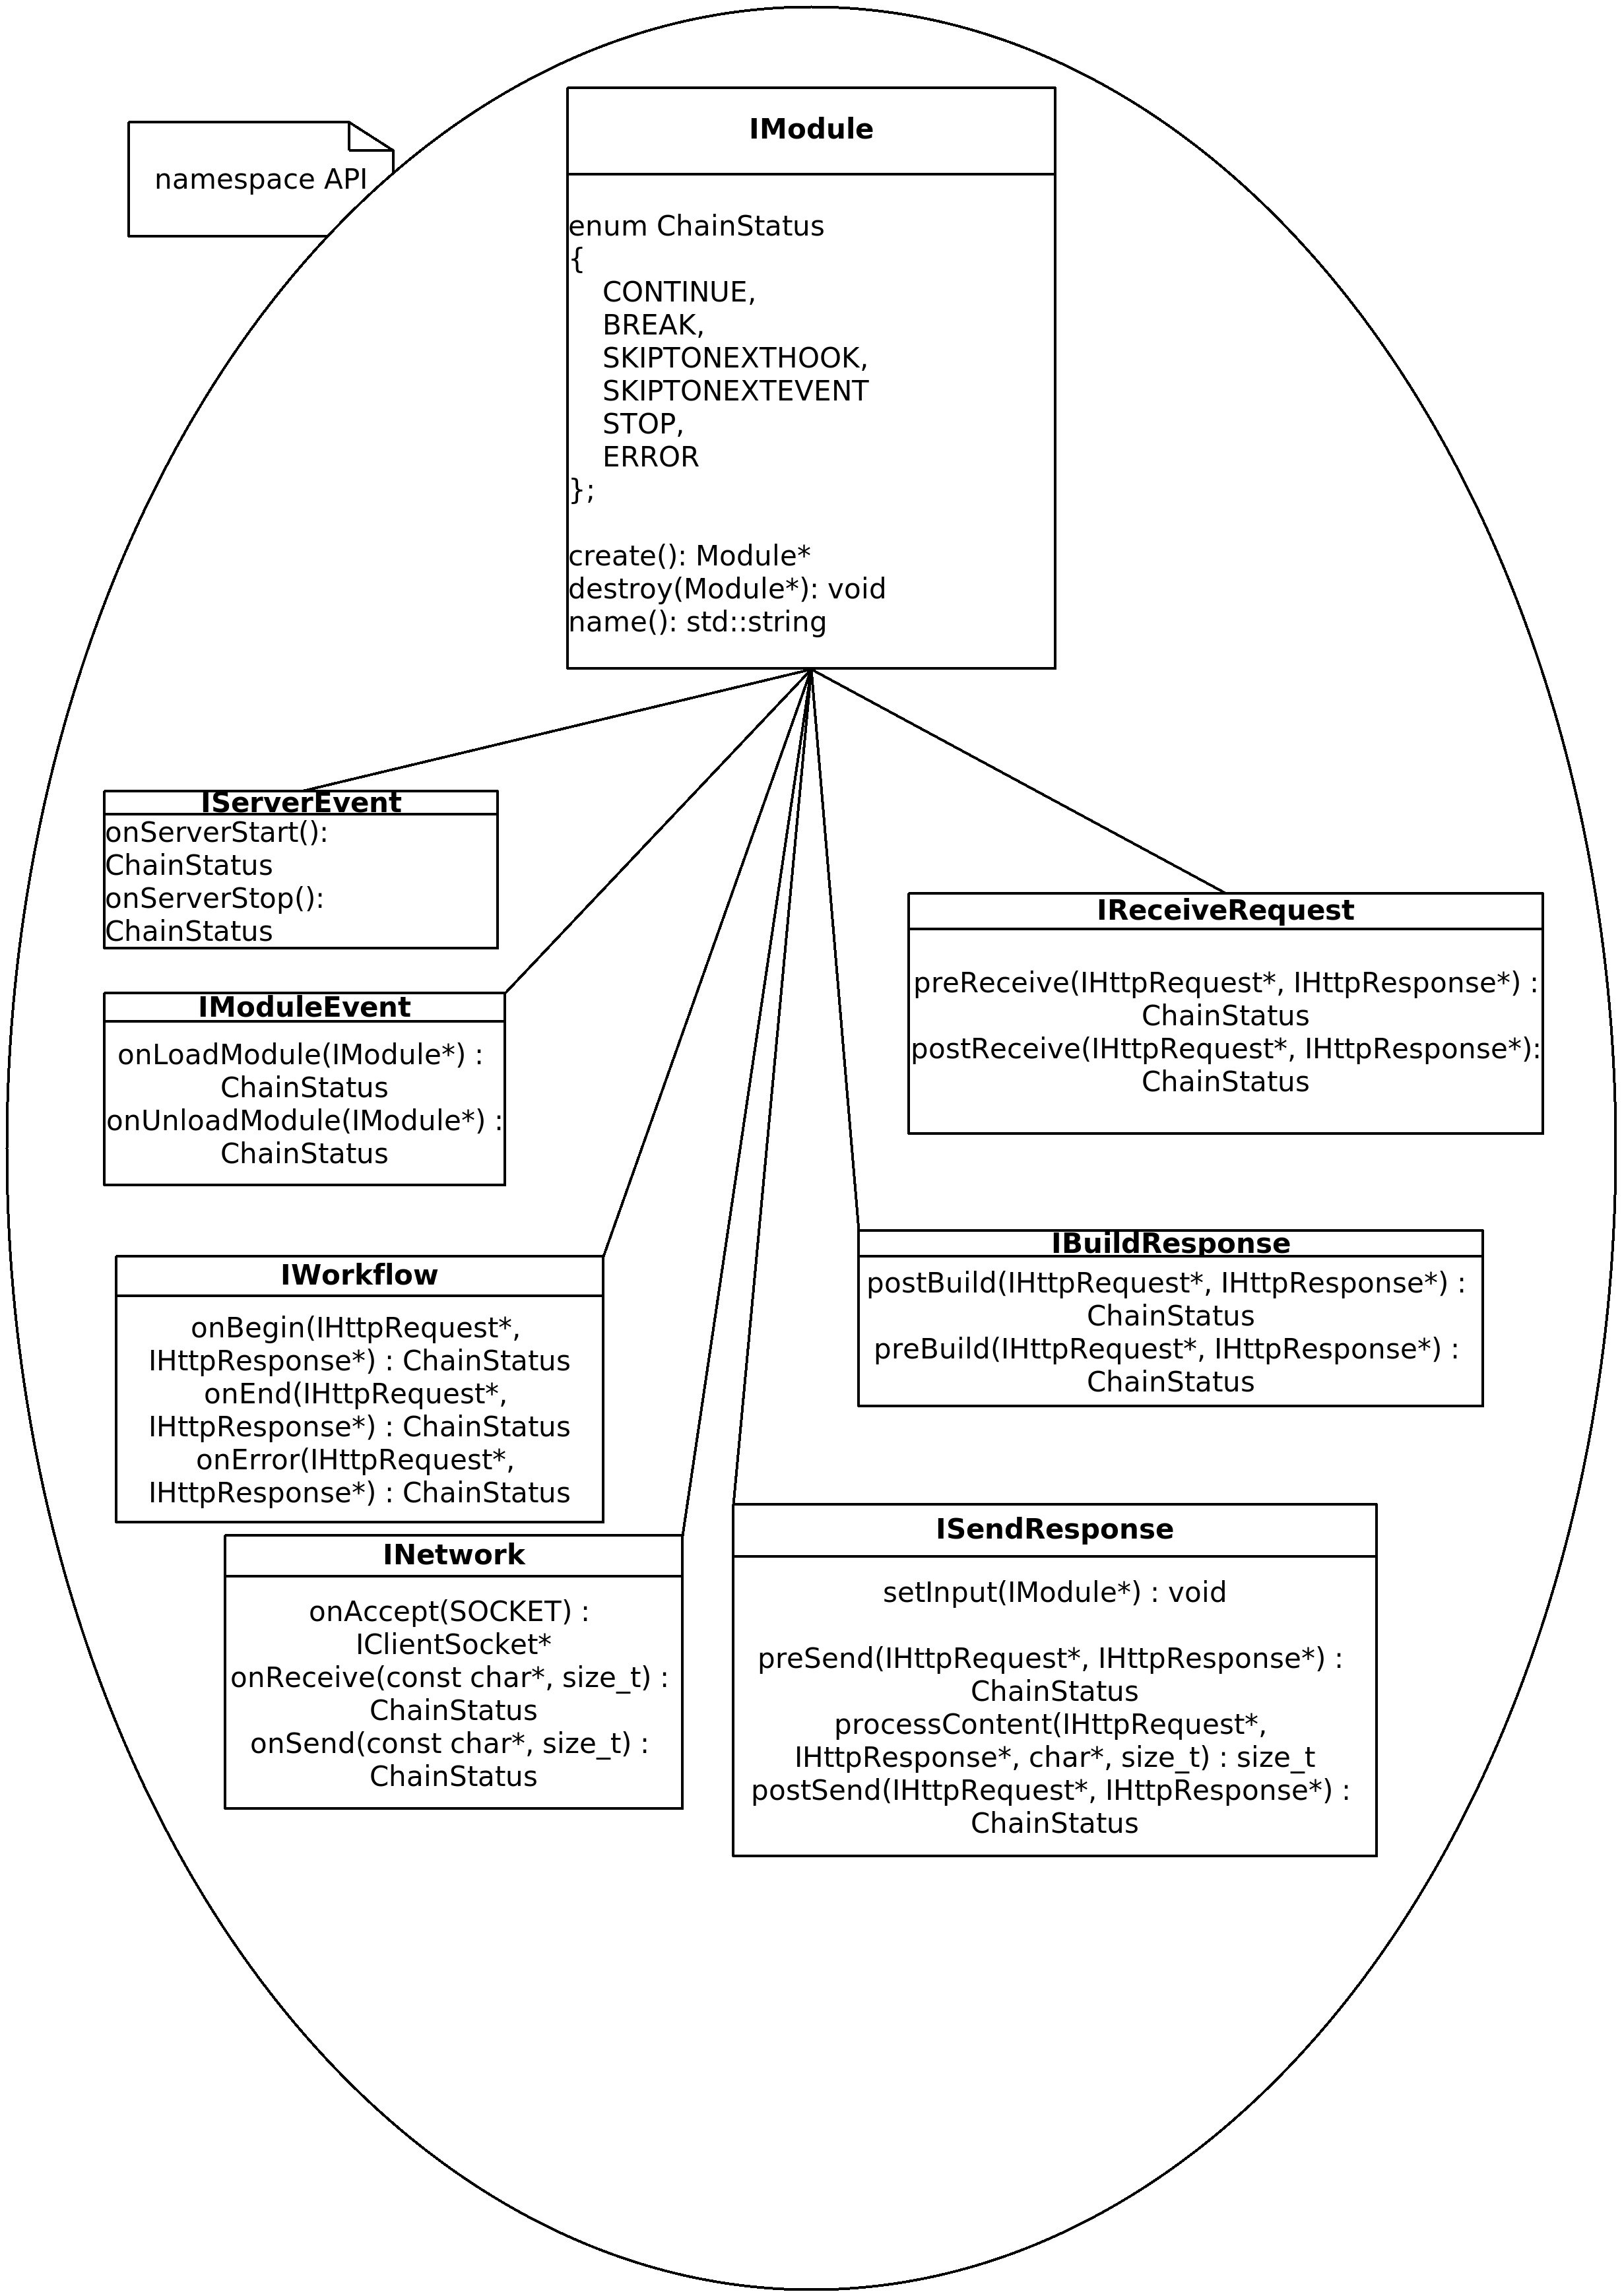 namespace API
IModule
enum ChainStatus
{
CONTINUE,
BREAK,
SKIPTONEXTHOOK,
SKIPTONEXTEVENT
STOP,
ERROR
};
create(): Module*
destroy(Module*): void
name(): std::string
IServerEvent
onServerStart():
ChainStatus
onServerStop():
ChainStatus
IModuleEvent
onLoadModule(IModule*) :
ChainStatus
onUnloadModule(IModule*) :
ChainStatus
IReceiveRequest
preReceive(IHttpRequest*, IHttpResponse*) :
ChainStatus
postReceive(IHttpRequest*, IHttpResponse*):
ChainStatus
IWorkflow
onBegin(IHttpRequest*,
IHttpResponse*) : ChainStatus
onEnd(IHttpRequest*,
IHttpResponse*) : ChainStatus
onError(IHttpRequest*,
IHttpResponse*) : ChainStatus
IBuildResponse
postBuild(IHttpRequest*, IHttpResponse*) :
ChainStatus
preBuild(IHttpRequest*, IHttpResponse*) :
ChainStatus
INetwork
onAccept(SOCKET) :
IClientSocket*
onReceive(const char*, size_t) :
ChainStatus
onSend(const char*, size_t) :
ChainStatus
ISendResponse
setInput(IModule*) : void
preSend(IHttpRequest*, IHttpResponse*) :
ChainStatus
processContent(IHttpRequest*,
IHttpResponse*, char*, size_t) : size_t
postSend(IHttpRequest*, IHttpResponse*) :
ChainStatus